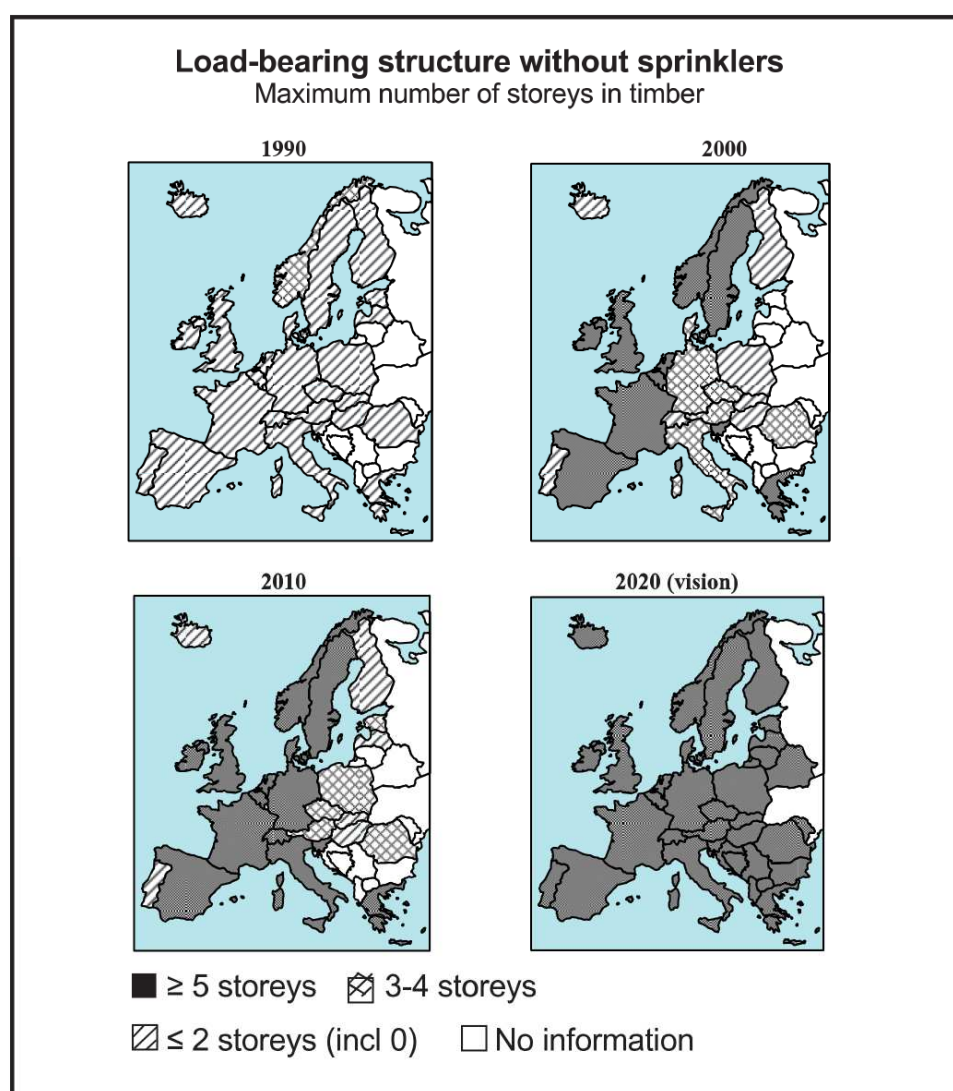 Load-bearing structure without sprinklers
Maximum number of storeys in timber
1990
2000
2010
2020 (vision)
≥ 5 storeys
3-4 storeys
≤ 2 storeys (incl 0)
No information